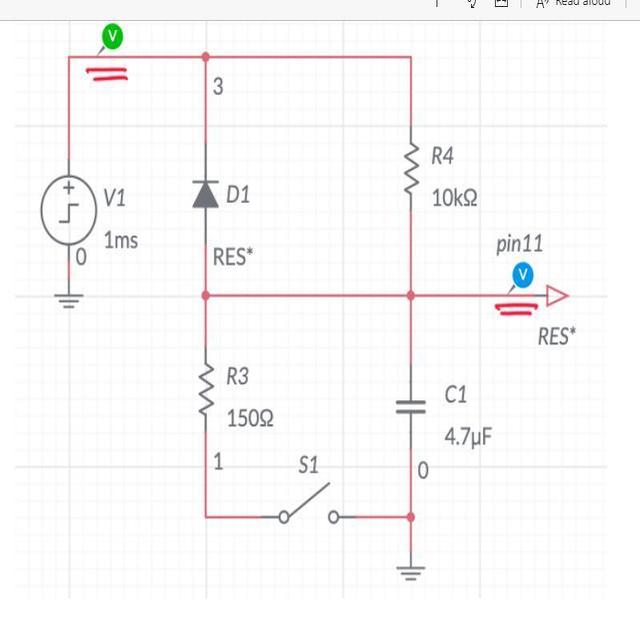 Read aloud
V
3
R4
10kΩ
V1
1ms
0
D1
RES*
pin11
V
RES*
R3
150Ω
1
S1
C1
4.7µF
0